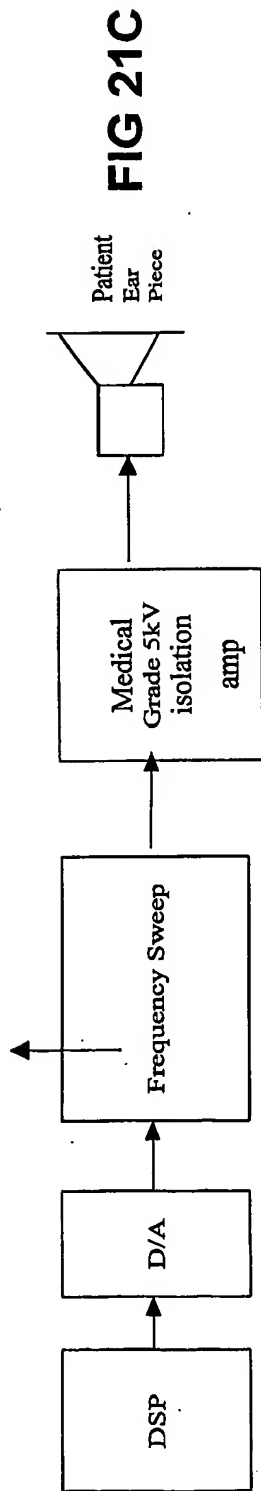 DSP
D/A
Frequency Sweep
Medical
Grade 5kV
isolation
amp
Patient
Ear
Piece
FIG 21C